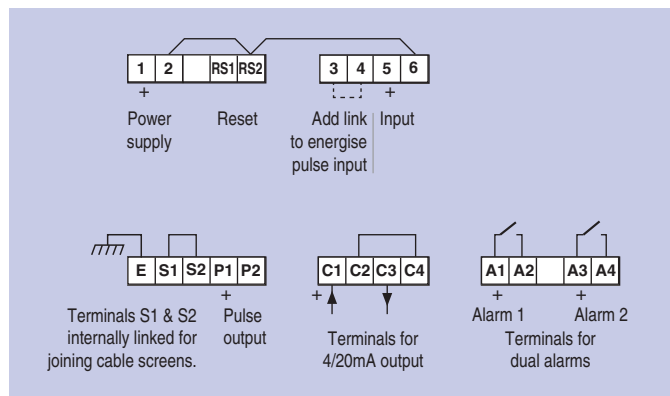 1 2 RS1 RS2 3 4 5 6
+ +
Power supply
Reset
Add link to energise pulse input
Input
E S1 S2 P1 P2 C1 C2 C3 C4 A1 A2 A3 A4
+ + + +
Terminals S1 & S2
internally linked for
joining cable screens.
Pulse
output
Terminals for
4/20mA output
Alarm 1 Alarm 2
Terminals for
dual alarms